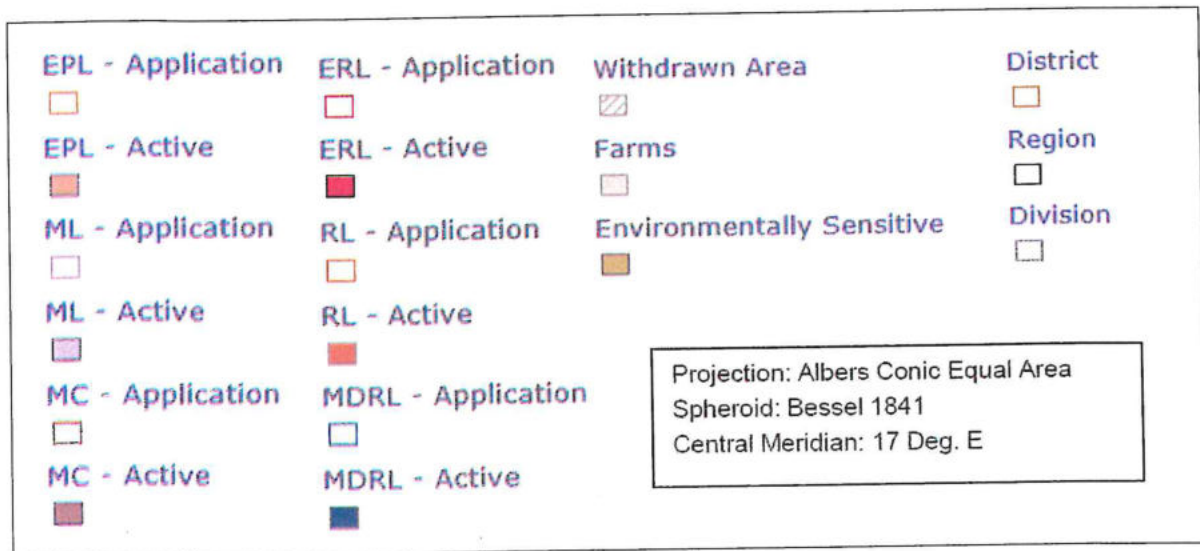 EPL - Application
EPL - Active
ML - Application
ML - Active
MC - Application
MC - Active
ERL - Application
ERL - Active
RL - Application
RL - Active
MDRL - Application
MDRL - Active
Withdrawn Area
Farms
Environmentally Sensitive
District
Region
Division
Projection: Albers Conic Equal Area
Spheroid: Bessel 1841
Central Meridian: 17 Deg. E